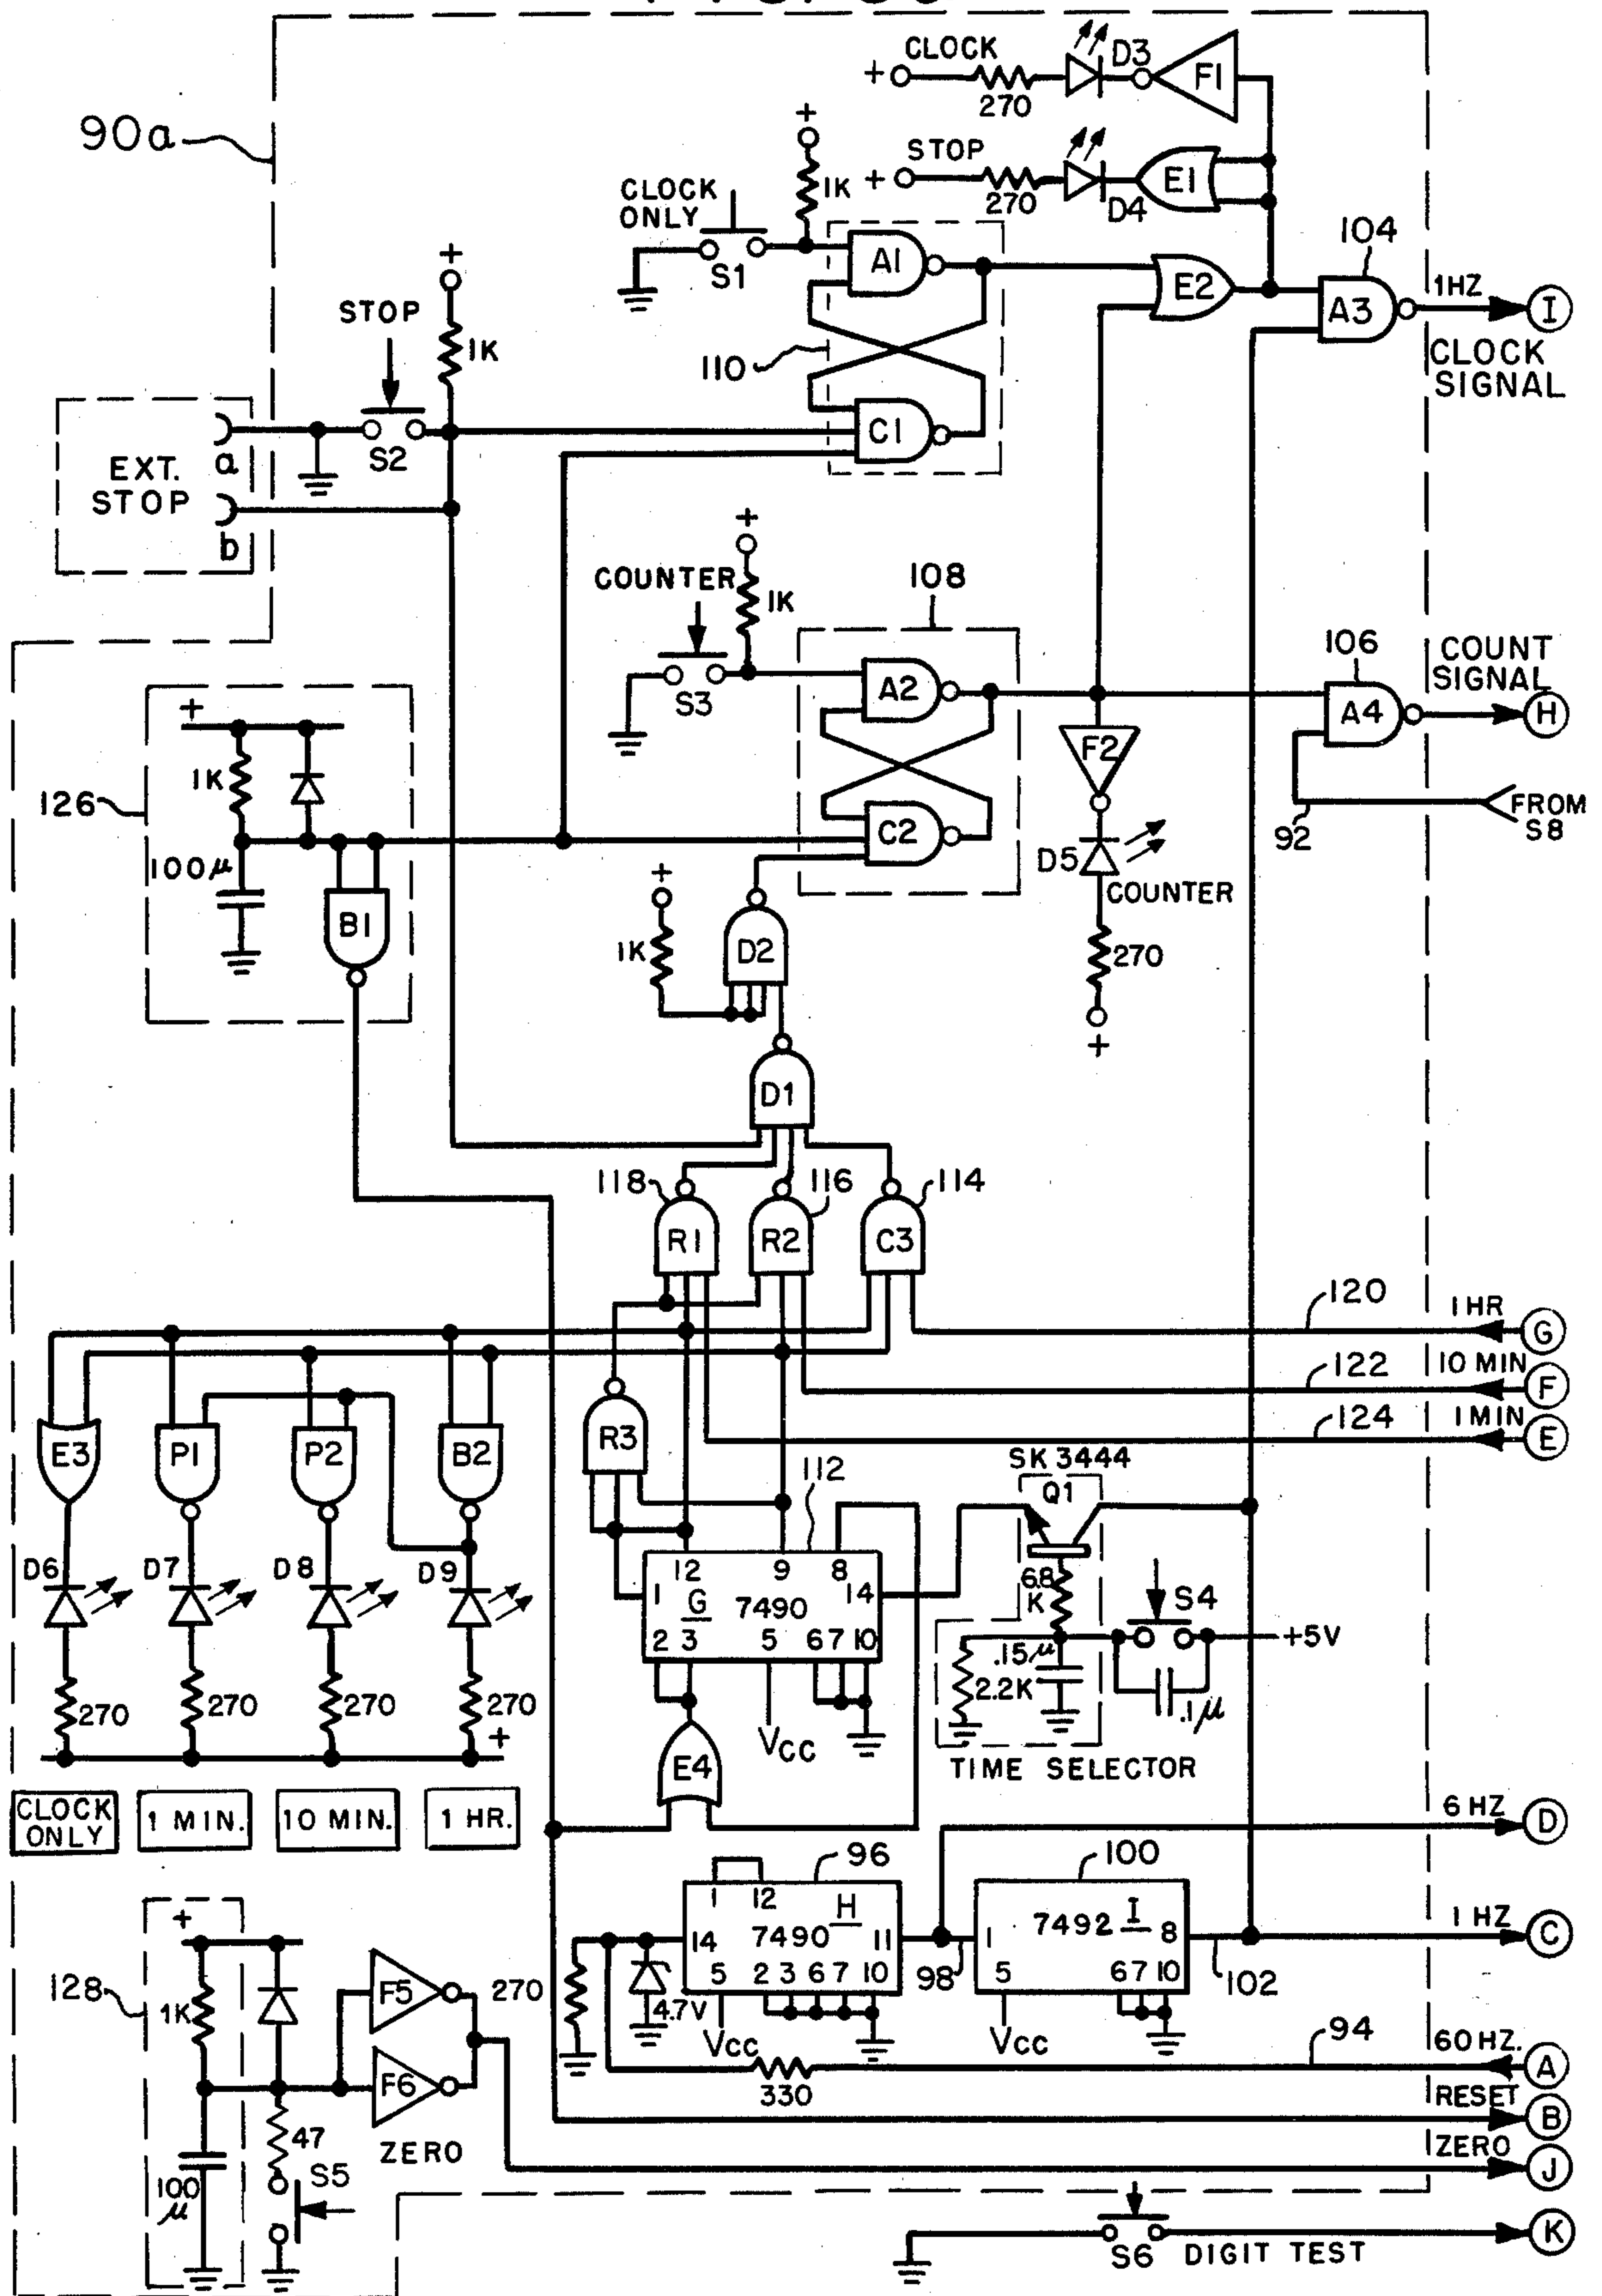 CLOCK
D3
F1
+
270
90a
+
STOP
+
E1
1K
270
D4
CLOCK
ONLY
104
S1
A1
E2
A3
1HZ
I
+
STOP
1K
110
CLOCK
SIGNAL
EXT.
STOP
a
S2
C1
b
+
COUNTER
1K
108
S3
A2
106
COUNT
SIGNAL
A4
H
126
+
1K
F2
C2
92
FROM
S8
100μ
D5
COUNTER
B1
+
1K
D2
270
+
D1
118
116
114
R1
R2
C3
120
1 HR
G
122
10 MIN
F
124
1 MIN
E
E3
P1
P2
B2
R3
112
SK 3444
Q1
D6
D7
D8
D9
12
9
8
1
G
7490
14
68
K
S4
2
3
5
6
7
10
.15μ
+5V
2.2K
.1μ
270
270
270
270
+
VCC
E4
TIME SELECTOR
CLOCK
ONLY
1 MIN.
10 MIN.
1 HR.
6 HZ
D
96
100
1
12
H
14
7490
11
1
7492
I
8
1 HZ
C
5
2
3
6
7
10
98
5
6
7
10
102
128
+
1K
F5
270
4.7V
VCC
VCC
94
60 HZ.
A
F6
330
RESET
B
47
ZERO
ZERO
J
100
μ
S5
S6
DIGIT TEST
K